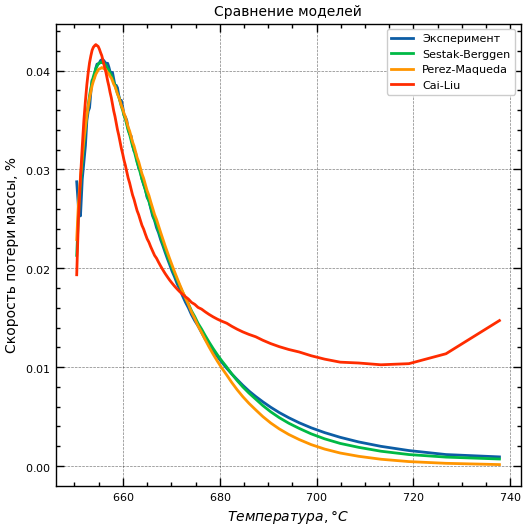 Сравнение моделей
Эксперимент
Sestak-Berggen
Perez-Maqueda
Cai-Liu
Скорость потери массы, %
0.04
0.03
0.02
0.01
0.00
660
680
700
720
740
Температура, °C